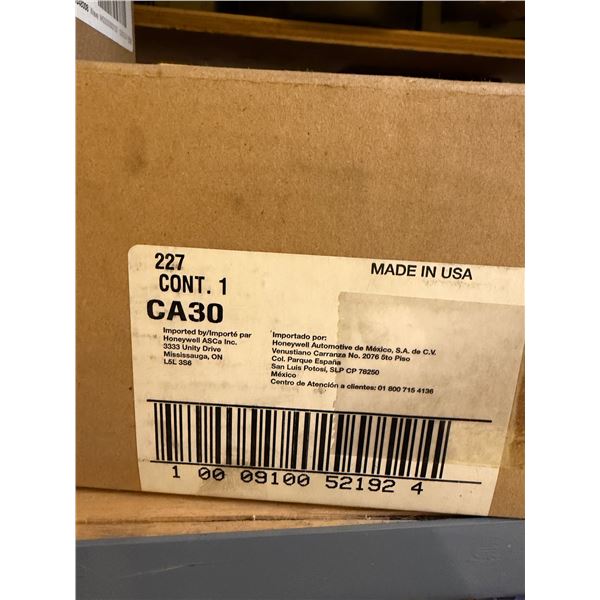 227
MADE IN USA
CONT. 1
CA30
Imported by/Importé par
Honeywell ASCa Inc.
3333 Unity Drive
Mississauga, ON
L5L 3S6
Importado por:
Honeywell Automotive de México, S.A. de C.V.
Venustiano Carranza No. 2076 5to Piso
Col. Parque España
San Luis Potosí, SLP CP 78250
México
Centro de Atención a clientes: 01 800 715 4136
1 00 09100 52192 4